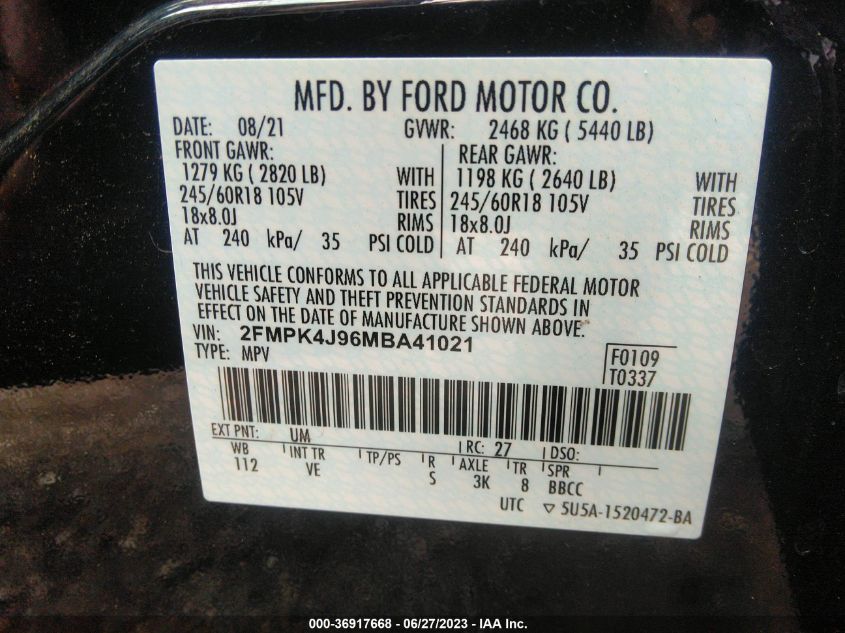 MFD. BY FORD MOTOR CO.
DATE: 08/21 GVWR: 2468 KG ( 5440 LB)
FRONT GAWR: REAR GAWR:
1279 KG ( 2820 LB) WITH 1198 KG ( 2640 LB) WITH
245/60R18 105V TIRES 245/60R18 105V TIRES
18x8.0J RIMS 18x8.0J RIMS
AT 240 kPa/ 35 PSI COLD AT 240 kPa/ 35 PSI COLD
THIS VEHICLE CONFORMS TO ALL APPLICABLE FEDERAL MOTOR
VEHICLE SAFETY AND THEFT PREVENTION STANDARDS IN
EFFECT ON THE DATE OF MANUFACTURE SHOWN ABOVE.
VIN: 2FMPK4J96MBA41021
TYPE: MPV
F0109
T0337
EXT PNT: UM RC: 27 DSO:
WB INT TR TP/PS R AXLE TR SPR
112 VE S 3K 8 BBCC
UTC ▽ 5U5A-1520472-BA
000-36917668 - 06/27/2023 - IAA Inc.